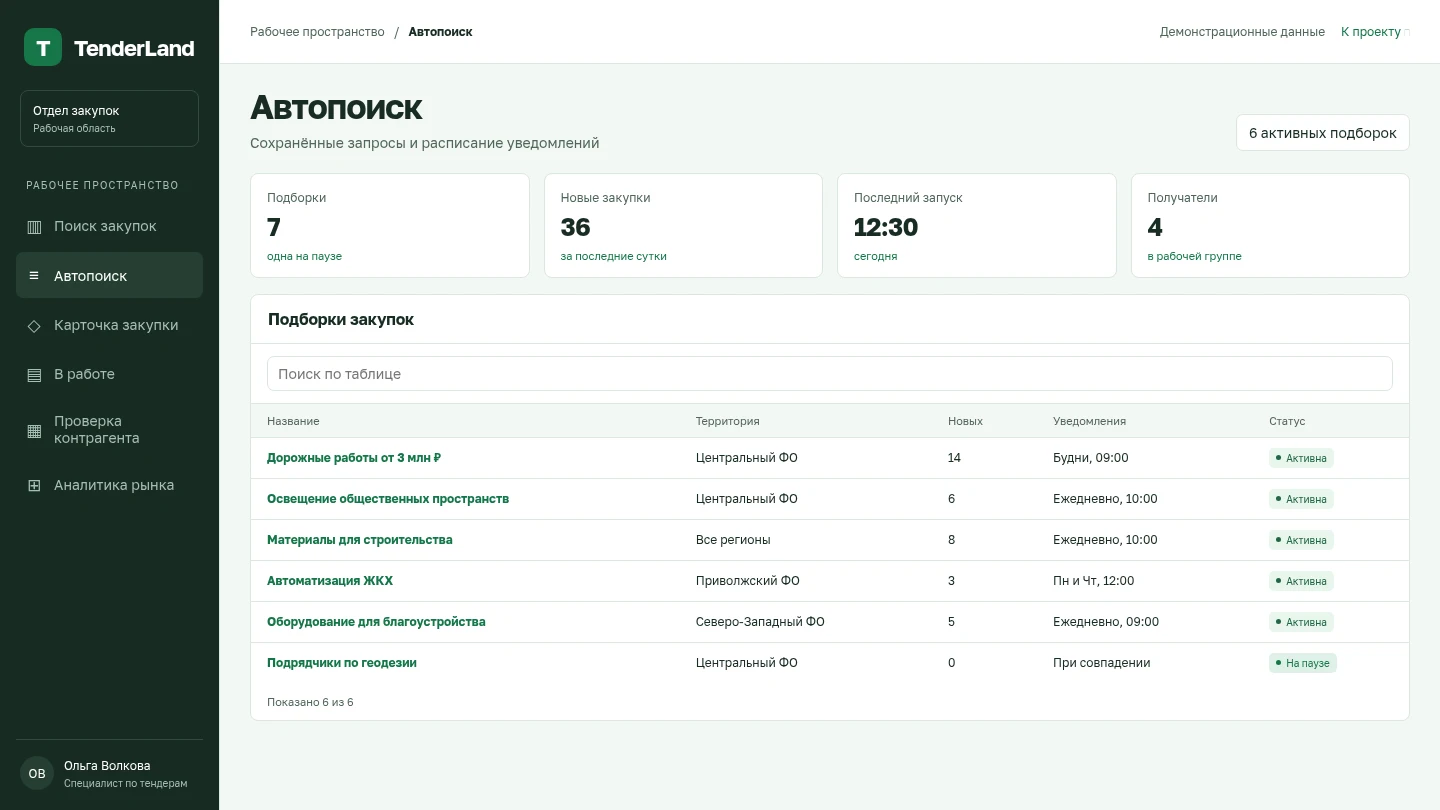 T TenderLand
Отдел закупок
Рабочая область
РАБОЧЕЕ ПРОСТРАНСТВО
Поиск закупок
Автопоиск
Карточка закупки
В работе
Проверка
контрагента
Аналитика рынка
ОВ
Ольга Волкова
Специалист по тендерам
Рабочее пространство / Автопоиск
Демонстрационные данные К проекту
Автопоиск
Сохранённые запросы и расписание уведомлений
6 активных подборок
Подборки
7
одна на паузе
Новые закупки
36
за последние сутки
Последний запуск
12:30
сегодня
Получатели
4
в рабочей группе
Подборки закупок
Поиск по таблице
Название Территория Новых Уведомления Статус
Дорожные работы от 3 млн ₽ Центральный ФО 14 Будни, 09:00 Активна
Освещение общественных пространств Центральный ФО 6 Ежедневно, 10:00 Активна
Материалы для строительства Все регионы 8 Ежедневно, 10:00 Активна
Автоматизация ЖКХ Приволжский ФО 3 Пн и Чт, 12:00 Активна
Оборудование для благоустройства Северо-Западный ФО 5 Ежедневно, 09:00 Активна
Подрядчики по геодезии Центральный ФО 0 При совпадении На паузе
Показано 6 из 6